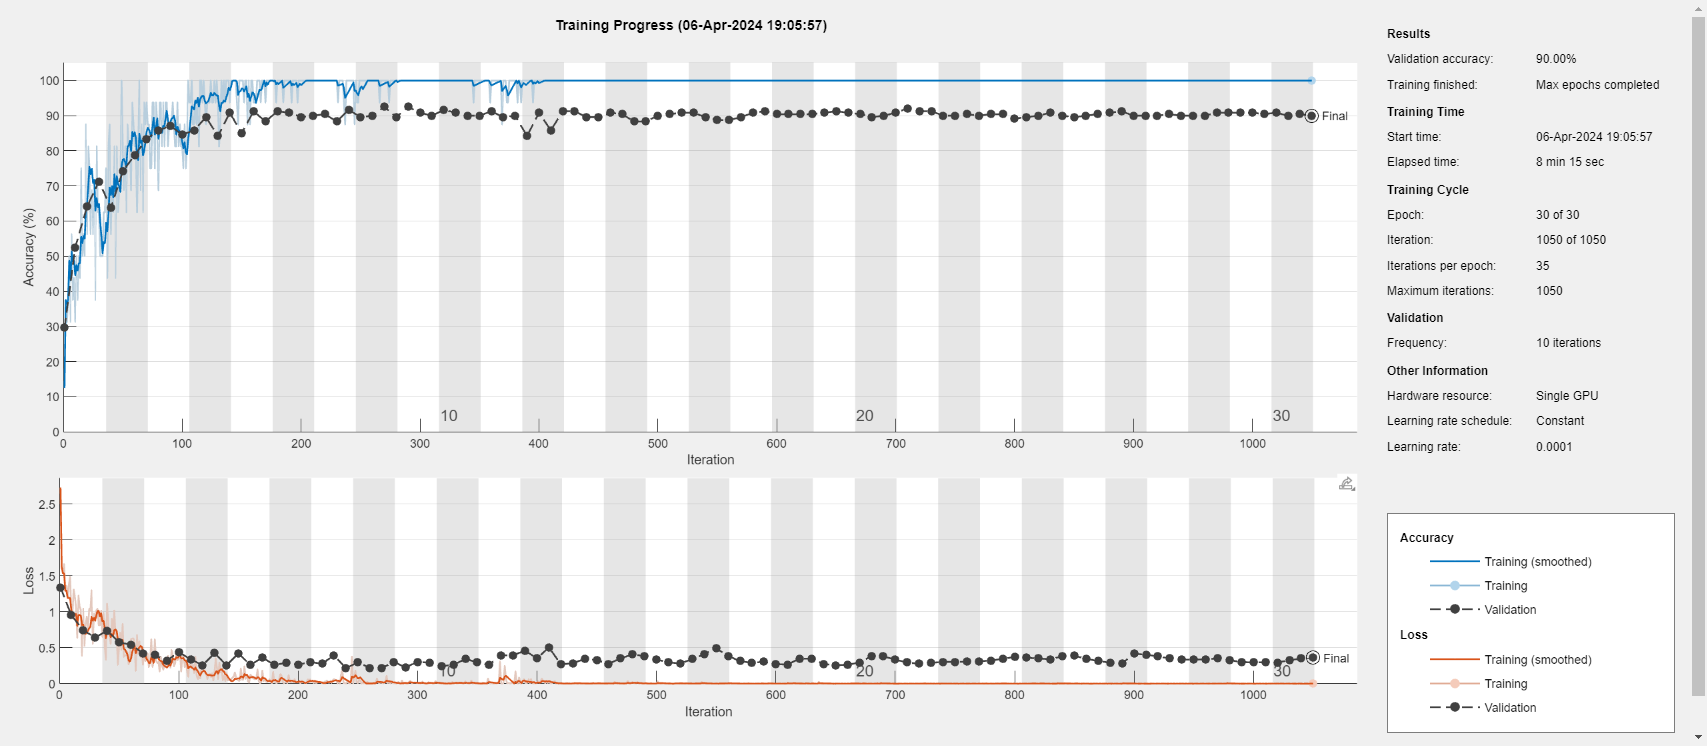 Training Progress (06-Apr-2024 19:05:57)
100
90
80
70
60
50
40
30
20
10
0
Accuracy (%)
Final
10
20
30
0 100 200 300 400 500 600 700 800 900 1000
Iteration
2.5
2
1.5
1
0.5
0
Loss
Final
10
20
30
0 100 200 300 400 500 600 700 800 900 1000
Iteration
Results
Validation accuracy: 90.00%
Training finished: Max epochs completed
Training Time
Start time: 06-Apr-2024 19:05:57
Elapsed time: 8 min 15 sec
Training Cycle
Epoch: 30 of 30
Iteration: 1050 of 1050
Iterations per epoch: 35
Maximum iterations: 1050
Validation
Frequency: 10 iterations
Other Information
Hardware resource: Single GPU
Learning rate schedule: Constant
Learning rate: 0.0001
Accuracy
Training (smoothed)
Training
Validation
Loss
Training (smoothed)
Training
Validation